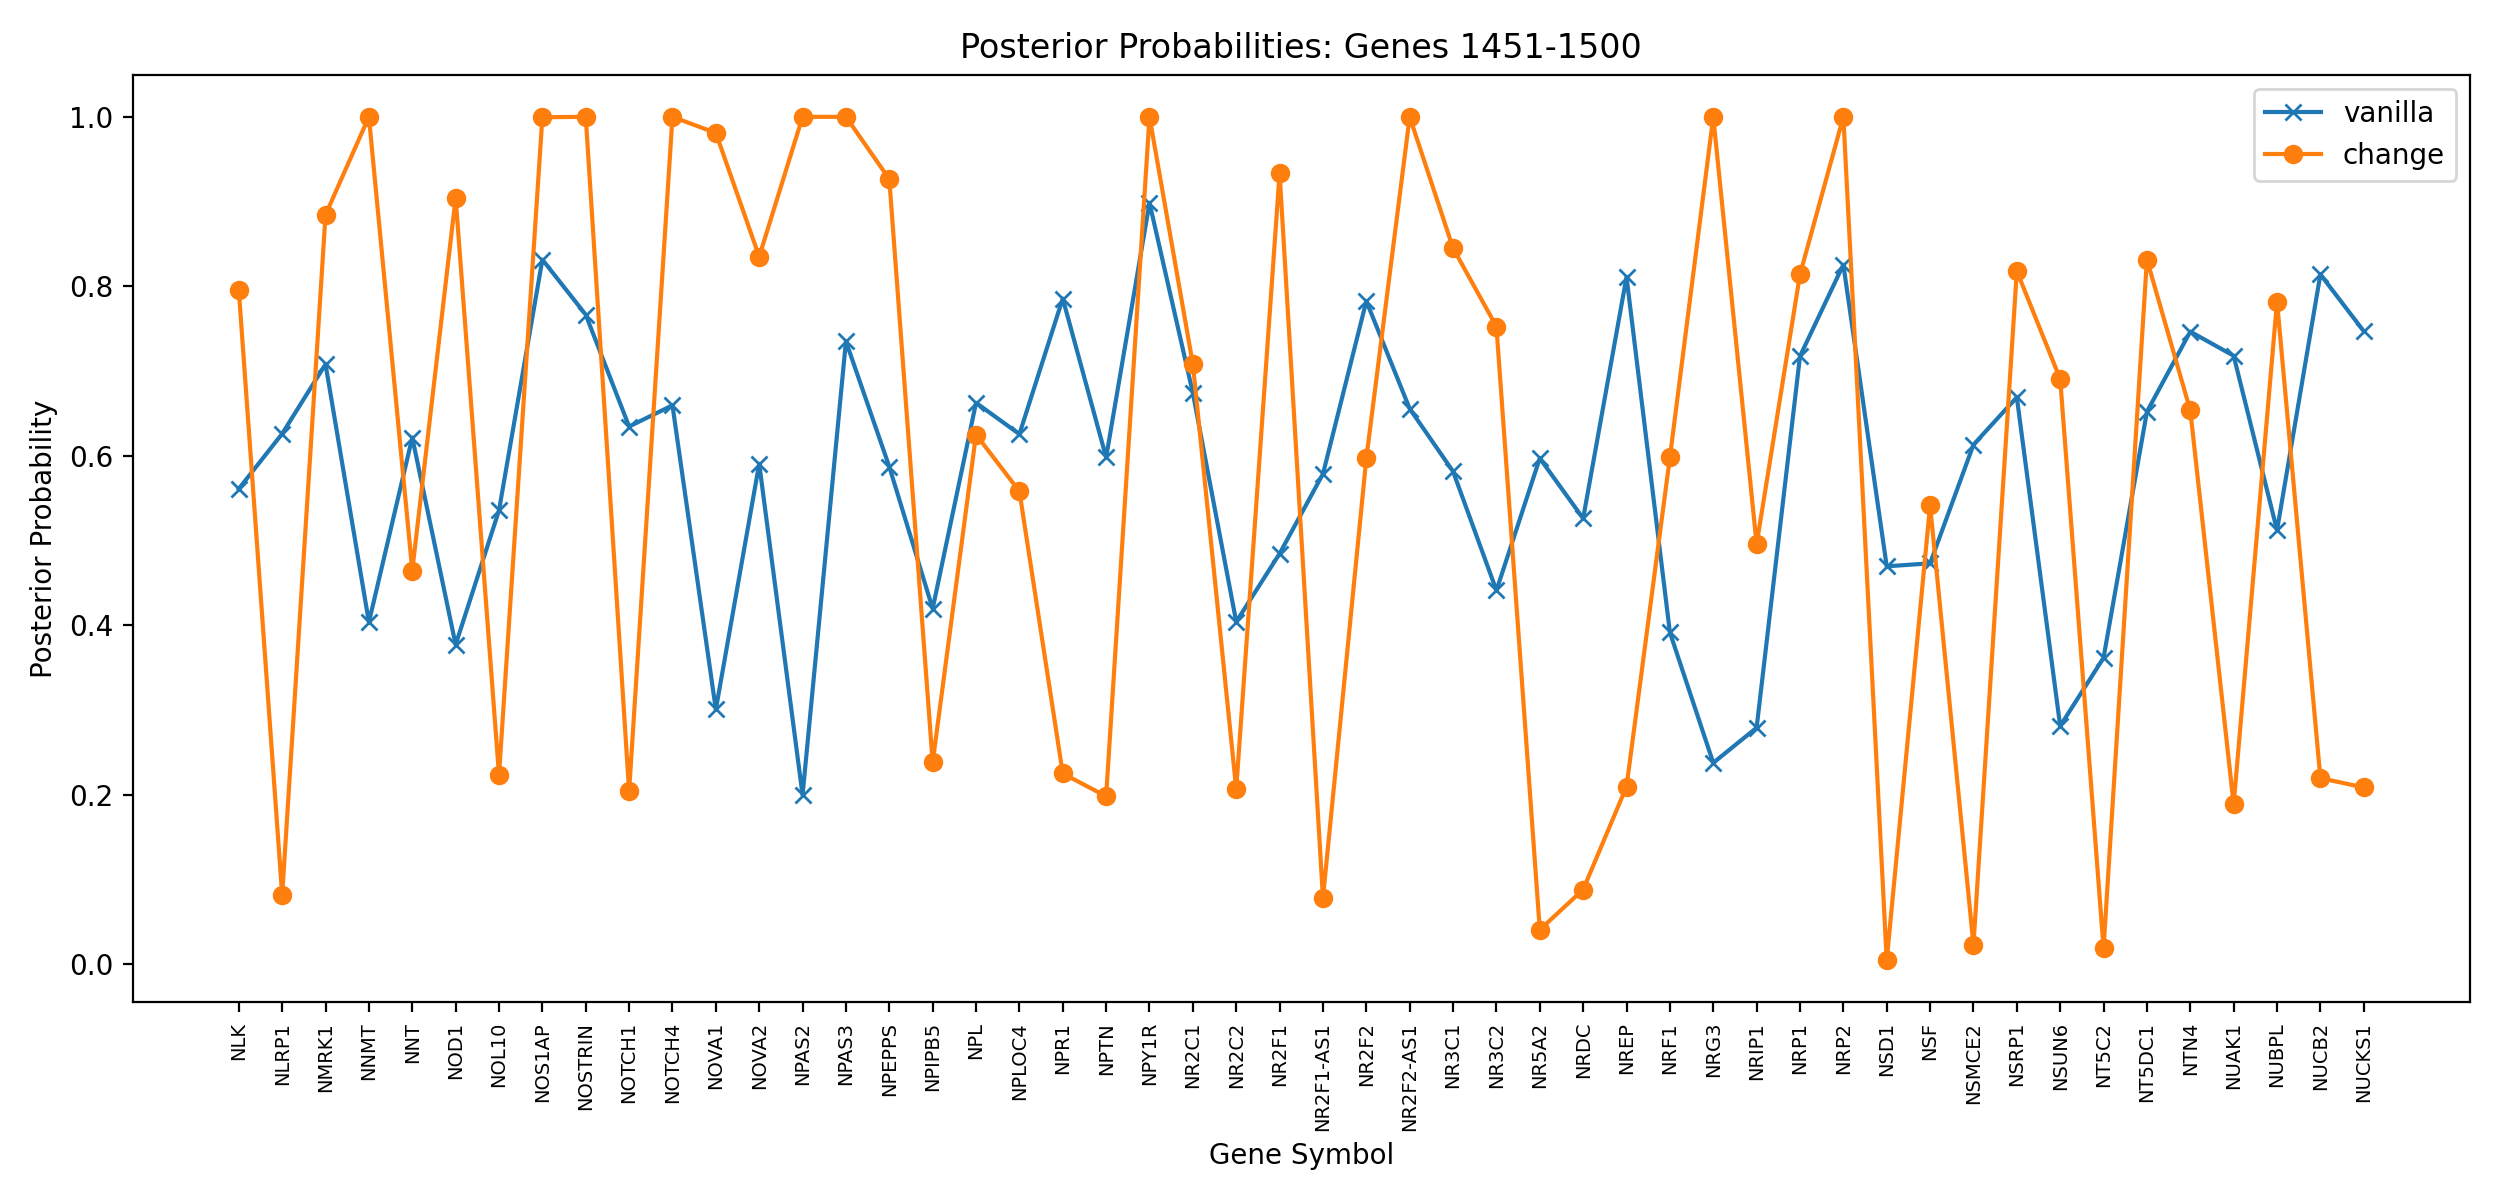 Posterior Probabilities: Genes 1451-1500
vanilla
change
Posterior Probability
1.0
0.8
0.6
0.4
0.2
0.0
NLK
NLRP1
NMRK1
NNMT
NNT
NOD1
NOL10
NOS1AP
NOSTRIN
NOTCH1
NOTCH4
NOVA1
NOVA2
NPAS2
NPAS3
NPEPPS
NPIPB5
NPL
NPLOC4
NPR1
NPTN
NPY1R
NR2C1
NR2C2
NR2F1
NR2F1-AS1
NR2F2
NR2F2-AS1
NR3C1
NR3C2
NR5A2
NRDC
NREP
NRF1
NRG3
NRIP1
NRP1
NRP2
NSD1
NSF
NSMCE2
NSRP1
NSUN6
NT5C2
NT5DC1
NTN4
NUAK1
NUBPL
NUCB2
NUCKS1
Gene Symbol